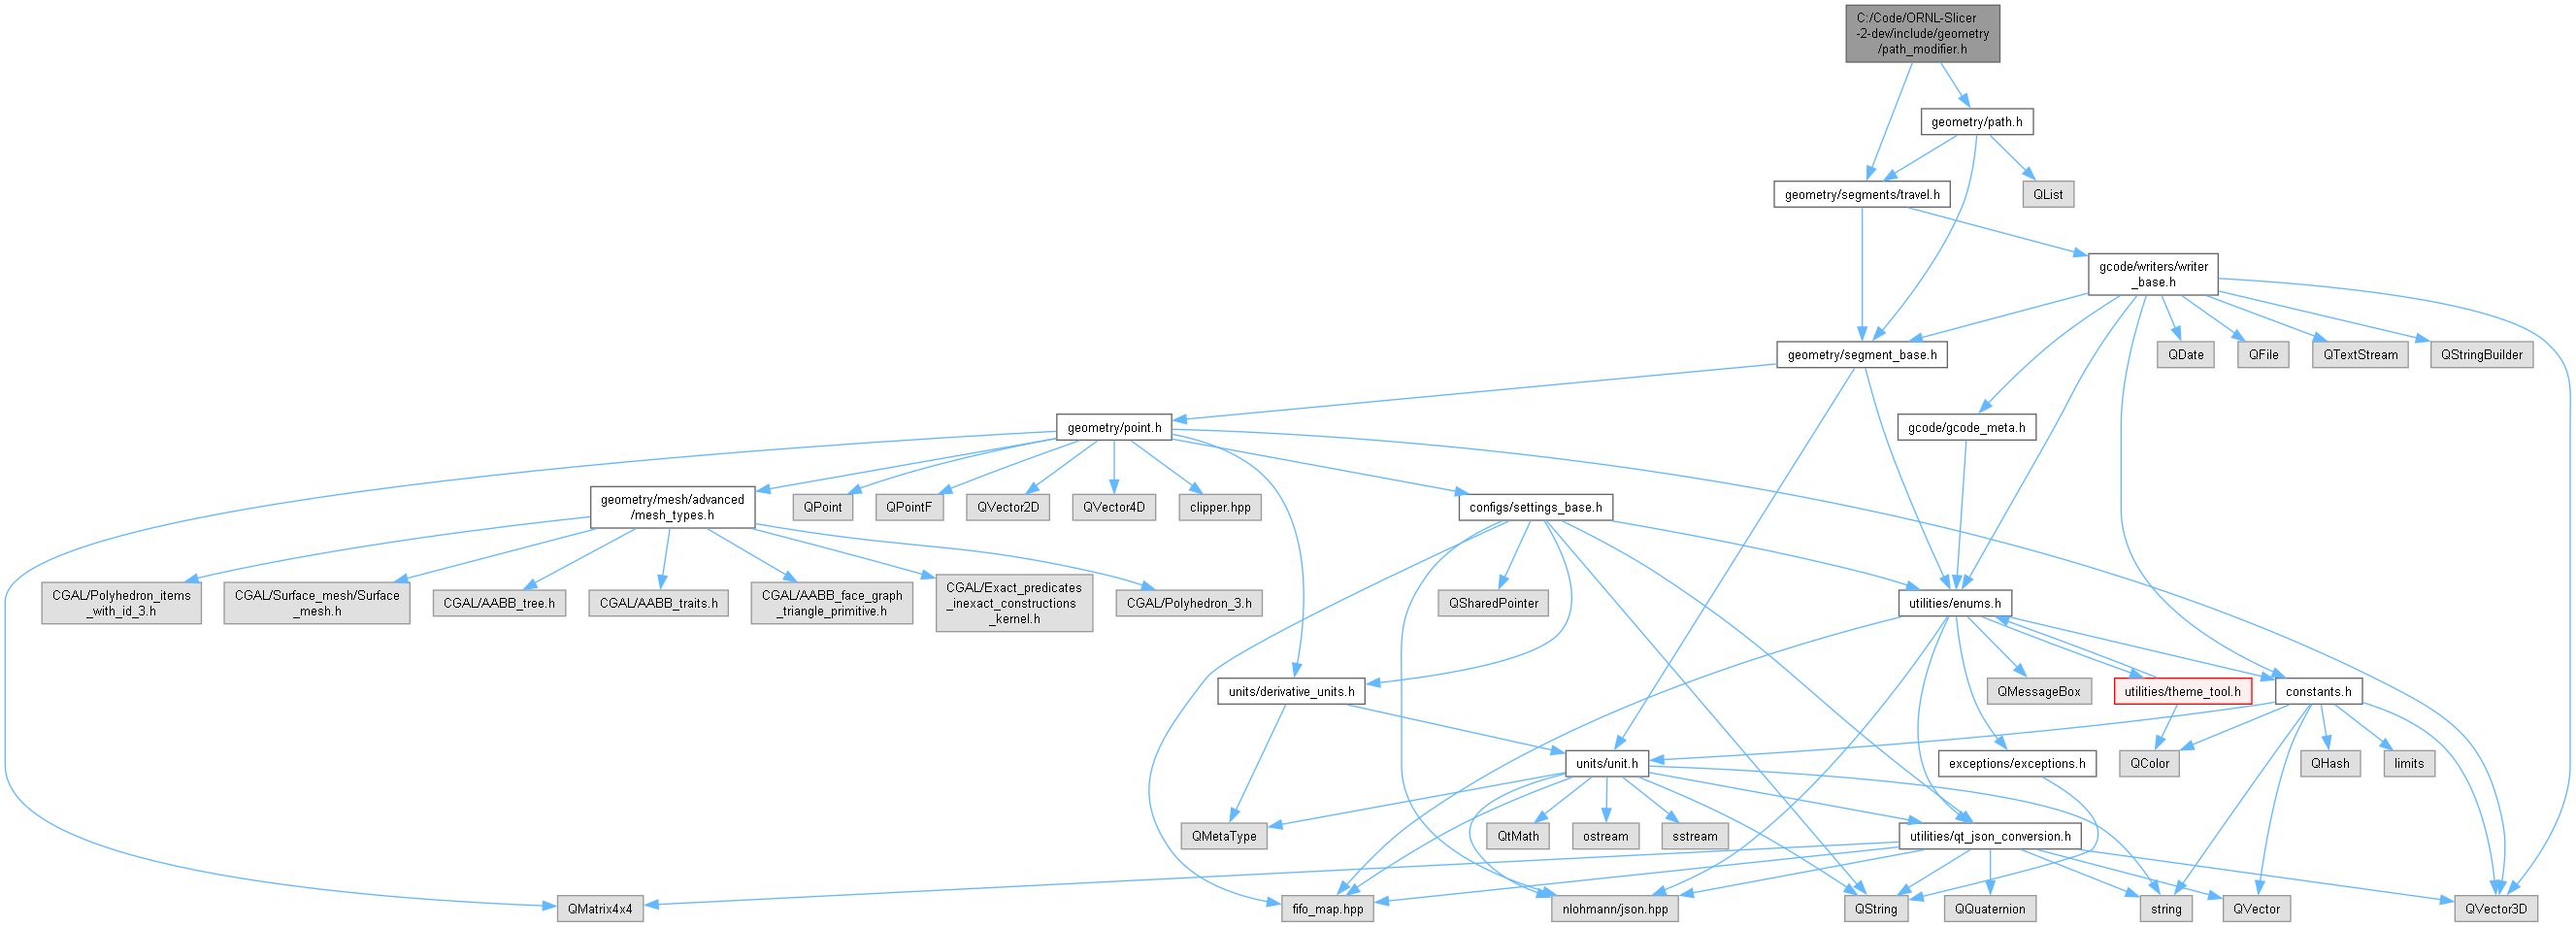 C:/Code/ORNL-Slicer
-2-dev/include/geometry
/path_modifier.h
geometry/path.h
geometry/segments/travel.h
QList
gcode/writers/writer
_base.h
geometry/segment_base.h
QDate
QFile
QTextStream
QStringBuilder
geometry/point.h
gcode/gcode_meta.h
geometry/mesh/advanced
/mesh_types.h
QPoint
QPointF
QVector2D
QVector4D
clipper.hpp
configs/settings_base.h
CGAL/Polyhedron_items
_with_id_3.h
CGAL/Surface_mesh/Surface
_mesh.h
CGAL/AABB_tree.h
CGAL/AABB_traits.h
CGAL/AABB_face_graph
_triangle_primitive.h
CGAL/Exact_predicates
_inexact_constructions
_kernel.h
CGAL/Polyhedron_3.h
QSharedPointer
utilities/enums.h
units/derivative_units.h
QMessageBox
utilities/theme_tool.h
constants.h
units/unit.h
exceptions/exceptions.h
QColor
QHash
limits
QMetaType
QtMath
ostream
sstream
utilities/qt_json_conversion.h
QMatrix4x4
fifo_map.hpp
nlohmann/json.hpp
QString
QQuaternion
string
QVector
QVector3D